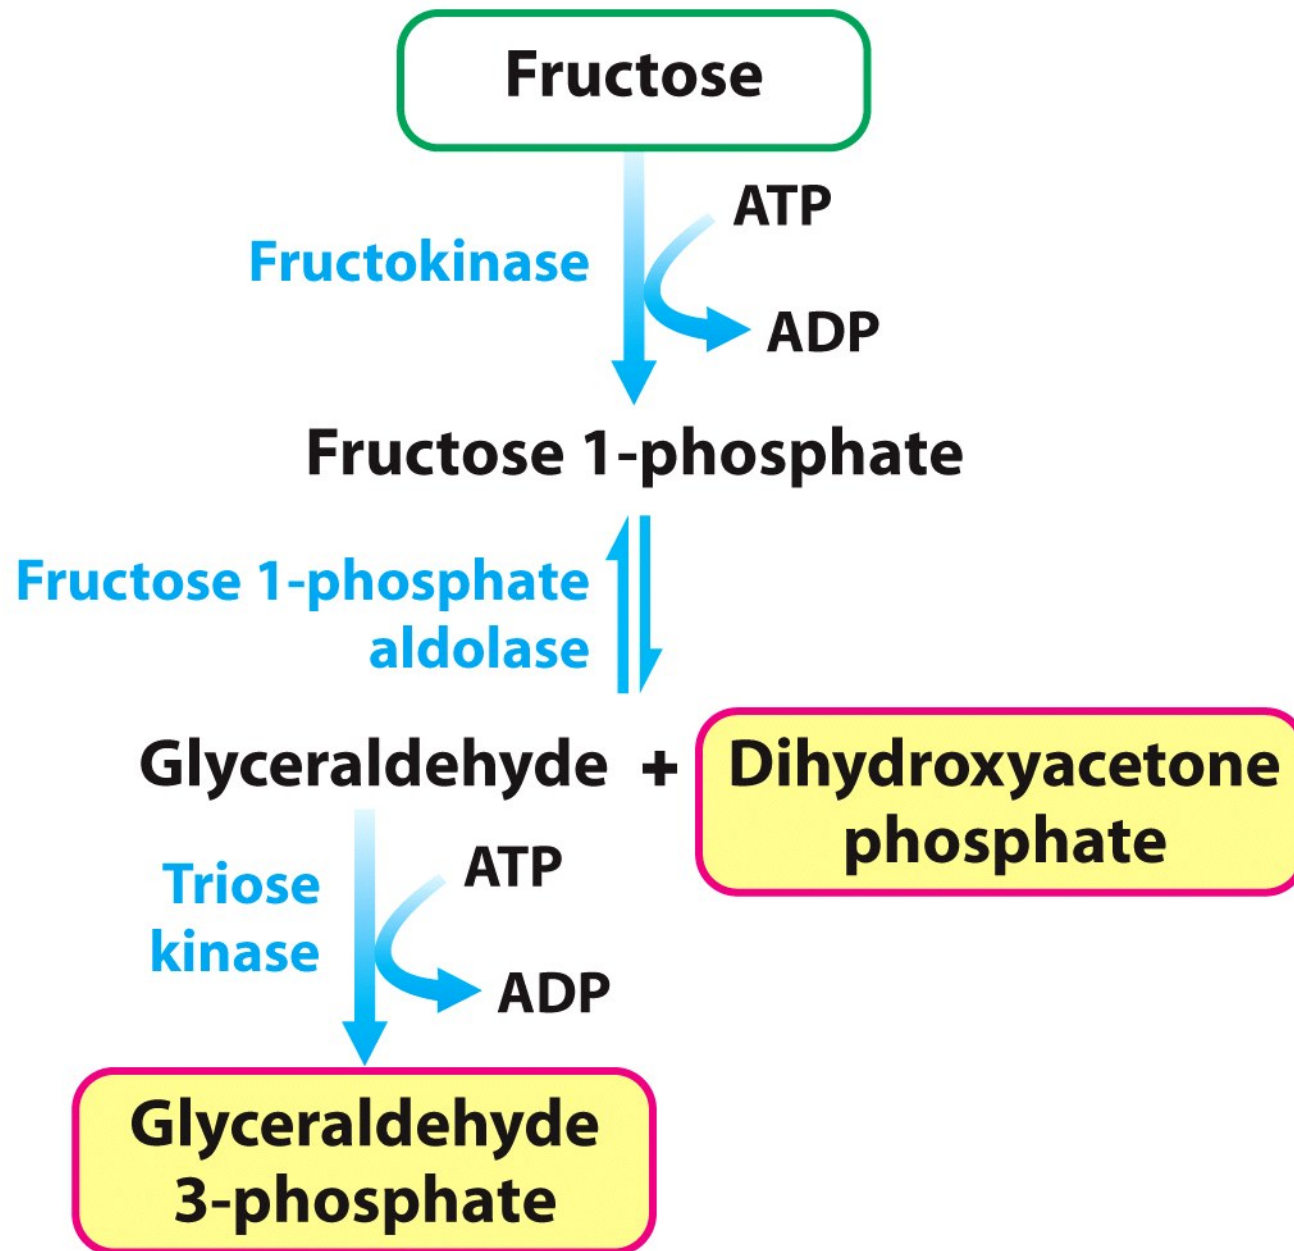 Fructose
ATP
Fructokinase
ADP
Fructose 1-phosphate
Fructose 1-phosphate
aldolase
Glyceraldehyde + Dihydroxyacetone
phosphate
ATP
Triose
kinase
ADP
Glyceraldehyde
3-phosphate